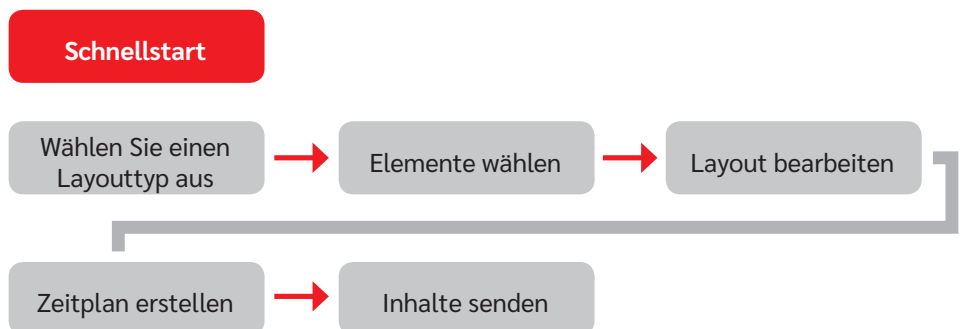 Schnellstart
Wählen Sie einen
Layouttyp aus
Elemente wählen
Layout bearbeiten
Zeitplan erstellen
Inhalte senden